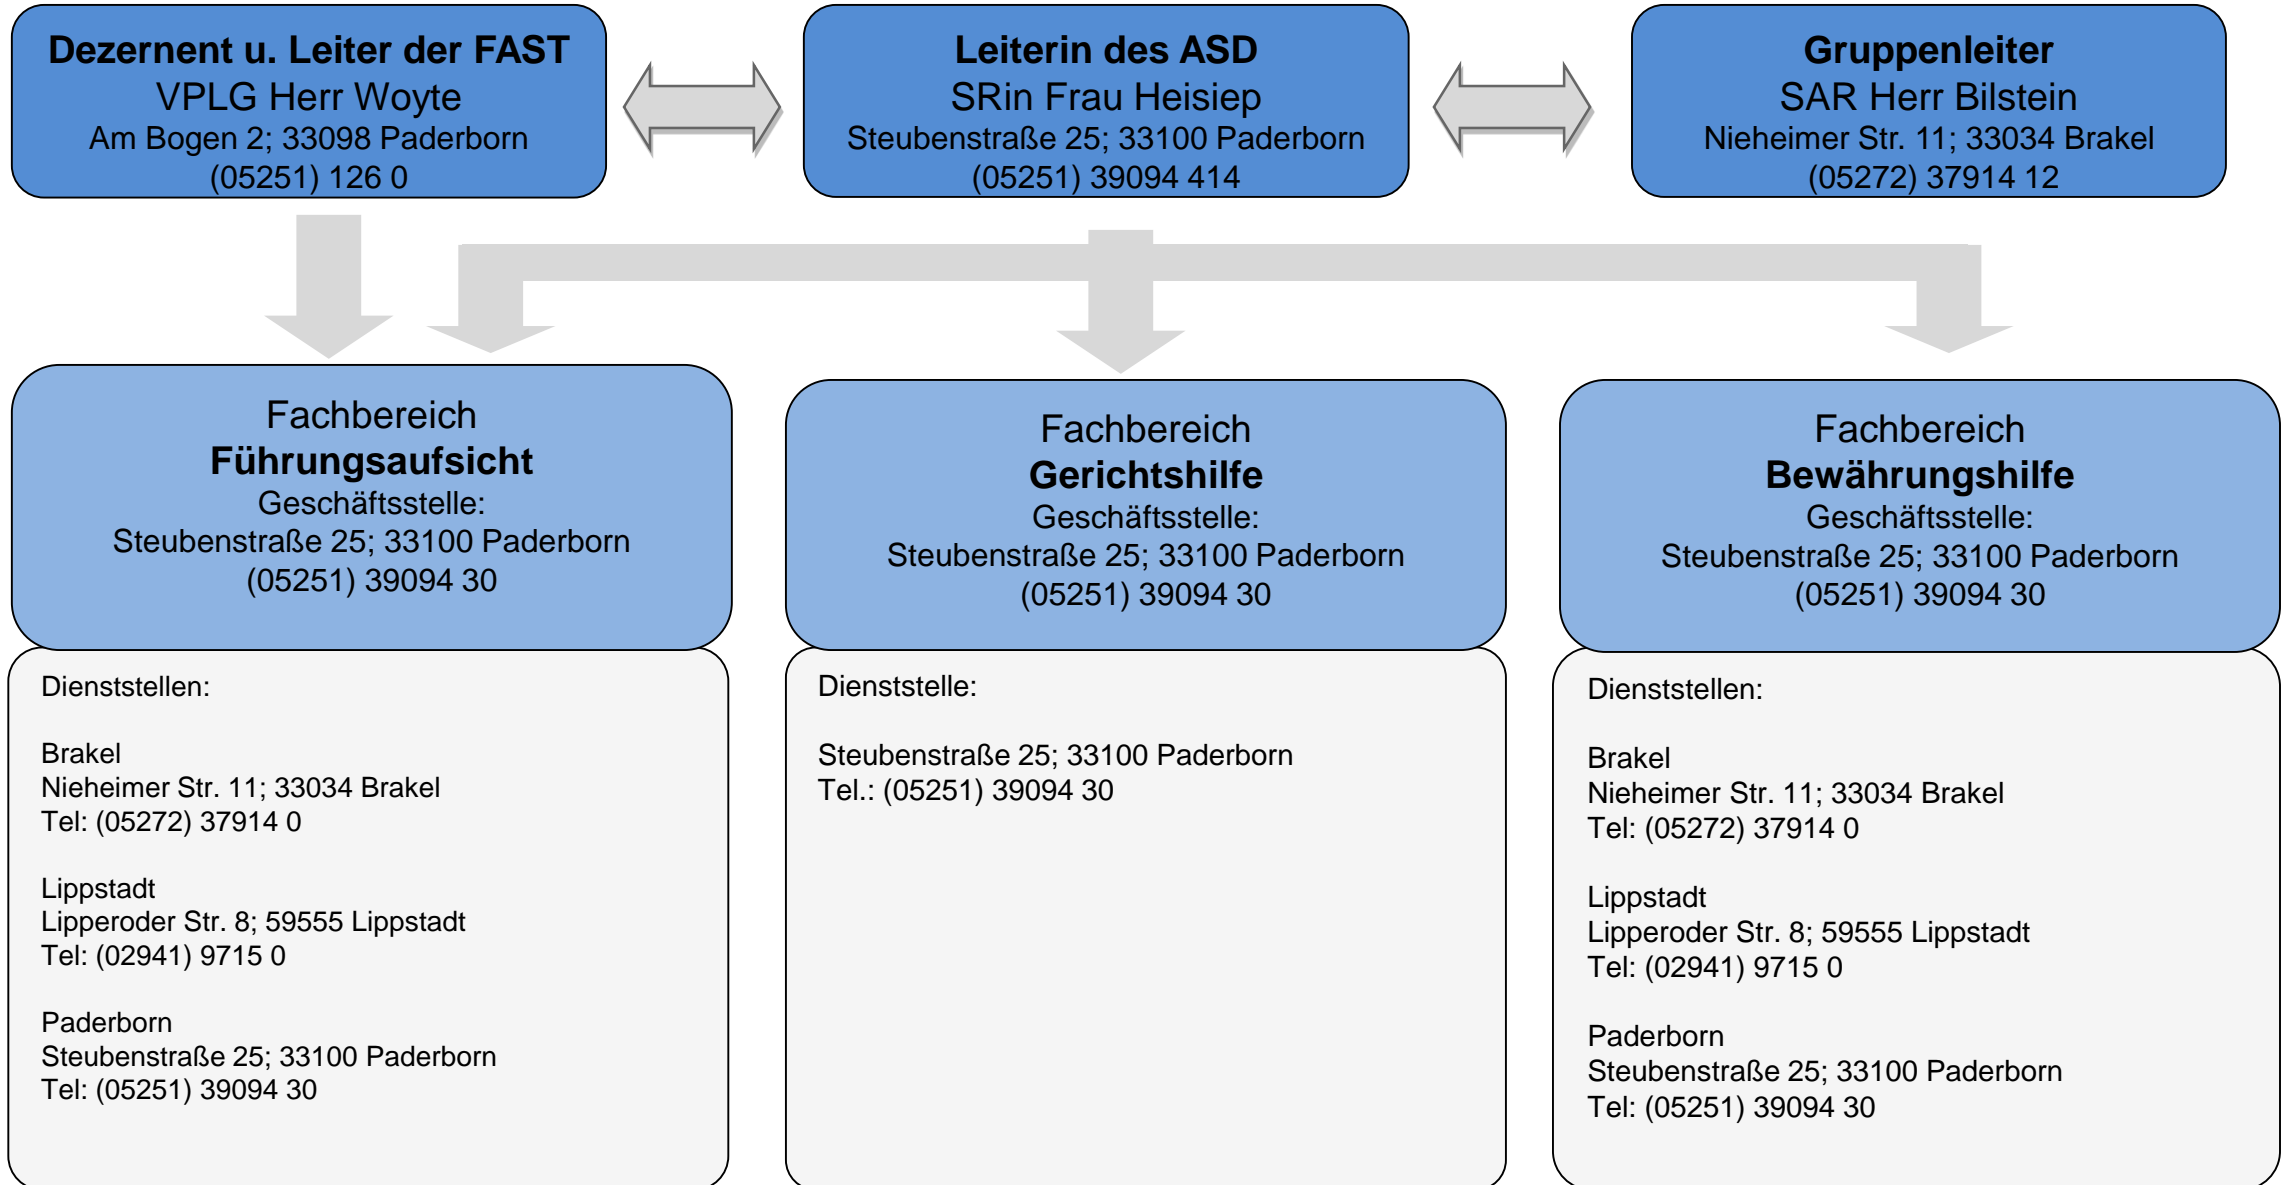 Dezernent u. Leiter der FAST
VPLG Herr Woyte
Am Bogen 2; 33098 Paderborn
(05251) 126 0
Leiterin des ASD
SRin Frau Heisiep
Steubenstraße 25; 33100 Paderborn
(05251) 39094 414
Gruppenleiter
SAR Herr Bilstein
Nieheimer Str. 11; 33034 Brakel
(05272) 37914 12
Fachbereich
Führungsaufsicht
Geschäftsstelle:
Steubenstraße 25; 33100 Paderborn
(05251) 39094 30
Dienststellen:
Brakel
Nieheimer Str. 11; 33034 Brakel
Tel: (05272) 37914 0
Lippstadt
Lipperoder Str. 8; 59555 Lippstadt
Tel: (02941) 9715 0
Paderborn
Steubenstraße 25; 33100 Paderborn
Tel: (05251) 39094 30
Fachbereich
Gerichtshilfe
Geschäftsstelle:
Steubenstraße 25; 33100 Paderborn
(05251) 39094 30
Dienststelle:
Steubenstraße 25; 33100 Paderborn
Tel.: (05251) 39094 30
Fachbereich
Bewährungshilfe
Geschäftsstelle:
Steubenstraße 25; 33100 Paderborn
(05251) 39094 30
Dienststellen:
Brakel
Nieheimer Str. 11; 33034 Brakel
Tel: (05272) 37914 0
Lippstadt
Lipperoder Str. 8; 59555 Lippstadt
Tel: (02941) 9715 0
Paderborn
Steubenstraße 25; 33100 Paderborn
Tel: (05251) 39094 30